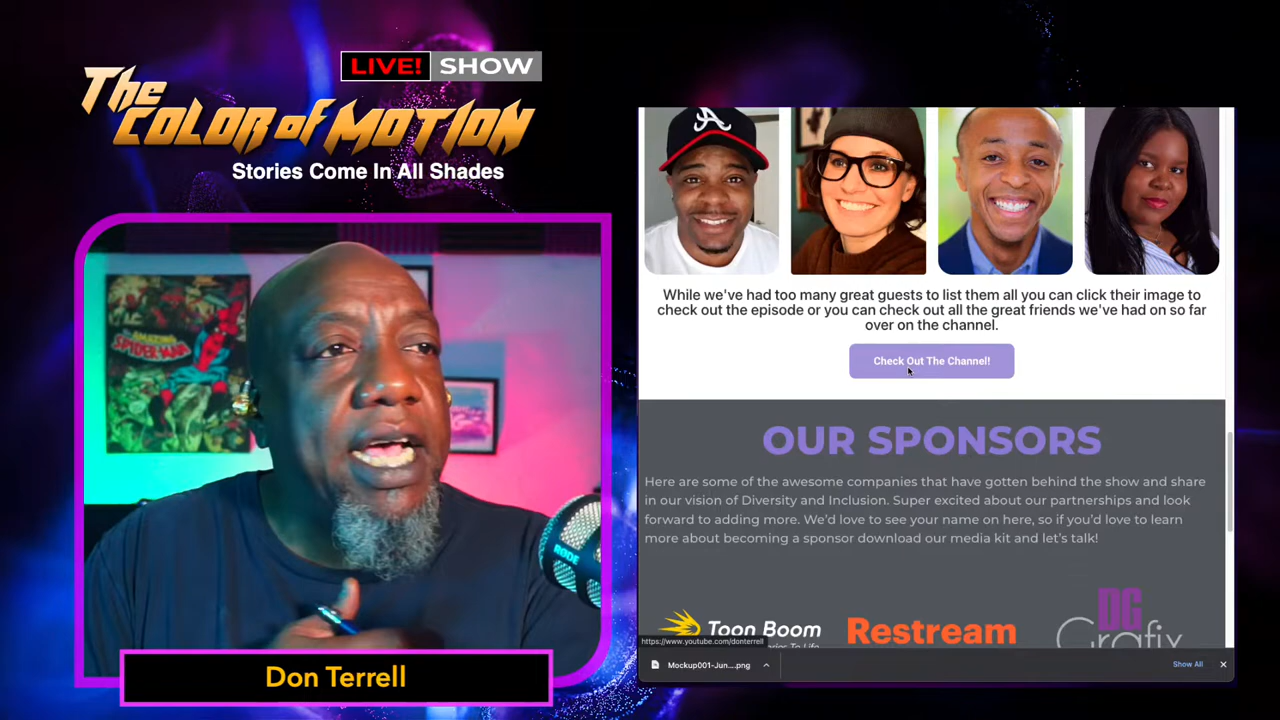 LIVE! SHOW
The
COLOR of MOTION
Stories Come In All Shades
AMAZING
SPIDER-MAN
RØDE
Don Terrell
A
While we've had too many great guests to list them all you can click their image to
check out the episode or you can check out all the great friends we've had on so far
over on the channel.
Check Out The Channel!
OUR SPONSORS
Here are some of the awesome companies that have gotten behind the show and share
in our vision of Diversity and Inclusion. Super excited about our partnerships and look
forward to adding more. We'd love to see your name on here, so if you'd love to learn
more about becoming a sponsor download our media kit and let's talk!
Toon Boom
Restream
DG
Grafix
https://www.youtube.com/donterrell
Mockup001-Jun....png
Show All